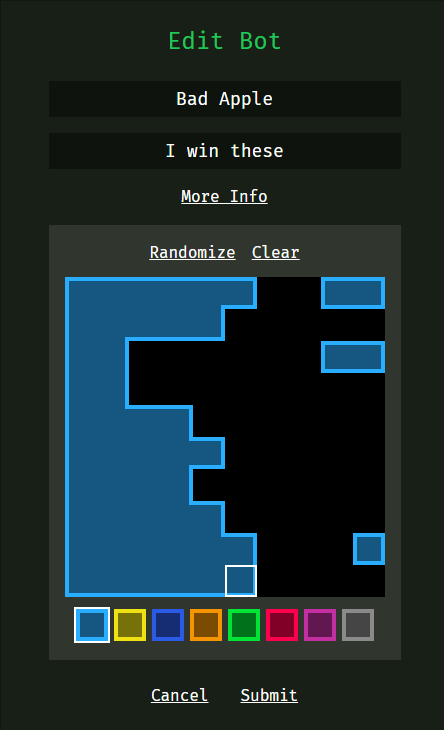 Edit Bot
Bad Apple
I win these
More Info
Randomize Clear
Cancel Submit